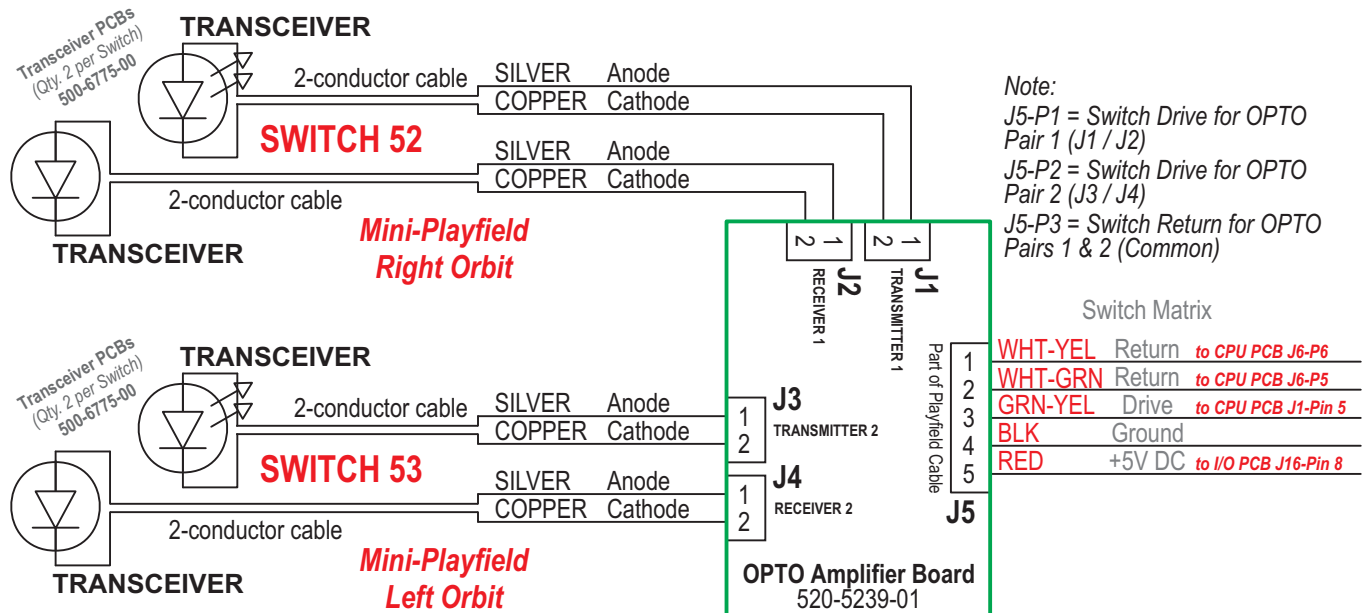 Transceiver PCBs
(Qty. 2 per Switch)
500-6775-00
TRANSCEIVER
2-conductor cable
SILVER Anode
COPPER Cathode
SWITCH 52
SILVER Anode
COPPER Cathode
2-conductor cable
TRANSCEIVER
Mini-Playfield
Right Orbit
Note:
J5-P1 = Switch Drive for OPTO
Pair 1 (J1 / J2)
J5-P2 = Switch Drive for OPTO
Pair 2 (J3 / J4)
J5-P3 = Switch Return for OPTO
Pairs 1 & 2 (Common)
2 1
J2
RECEIVER 1
2 1
J1
TRANSMITTER 1
Transceiver PCBs
(Qty. 2 per Switch)
500-6775-00
TRANSCEIVER
2-conductor cable
SILVER Anode
COPPER Cathode
SWITCH 53
SILVER Anode
COPPER Cathode
2-conductor cable
TRANSCEIVER
Mini-Playfield
Left Orbit
1
2
J3
TRANSMITTER 2
1
2
J4
RECEIVER 2
Part of Playfield Cable
J5
Switch Matrix
1 WHT-YEL Return to CPU PCB J6-P6
2 WHT-GRN Return to CPU PCB J6-P5
3 GRN-YEL Drive to CPU PCB J1-Pin 5
4 BLK Ground
5 RED +5V DC to I/O PCB J16-Pin 8
OPTO Amplifier Board
520-5239-01